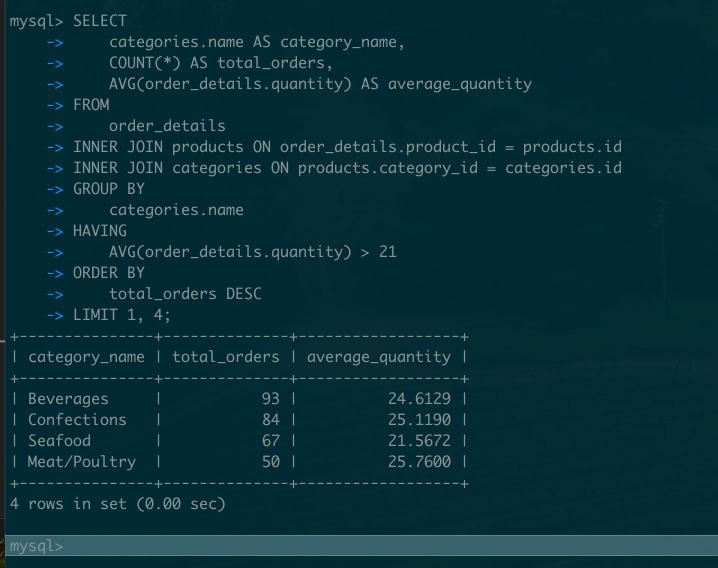 mysql> SELECT
    ->     categories.name AS category_name,
    ->     COUNT(*) AS total_orders,
    ->     AVG(order_details.quantity) AS average_quantity
    -> FROM
    ->     order_details
    -> INNER JOIN products ON order_details.product_id = products.id
    -> INNER JOIN categories ON products.category_id = categories.id
    -> GROUP BY
    ->     categories.name
    -> HAVING
    ->     AVG(order_details.quantity) > 21
    -> ORDER BY
    ->     total_orders DESC
    -> LIMIT 1, 4;
+---------------+--------------+------------------+
| category_name | total_orders | average_quantity |
+---------------+--------------+------------------+
| Beverages     |           93 |          24.6129 |
| Confections   |           84 |          25.1190 |
| Seafood       |           67 |          21.5672 |
| Meat/Poultry  |           50 |          25.7600 |
+---------------+--------------+------------------+
4 rows in set (0.00 sec)
mysql>